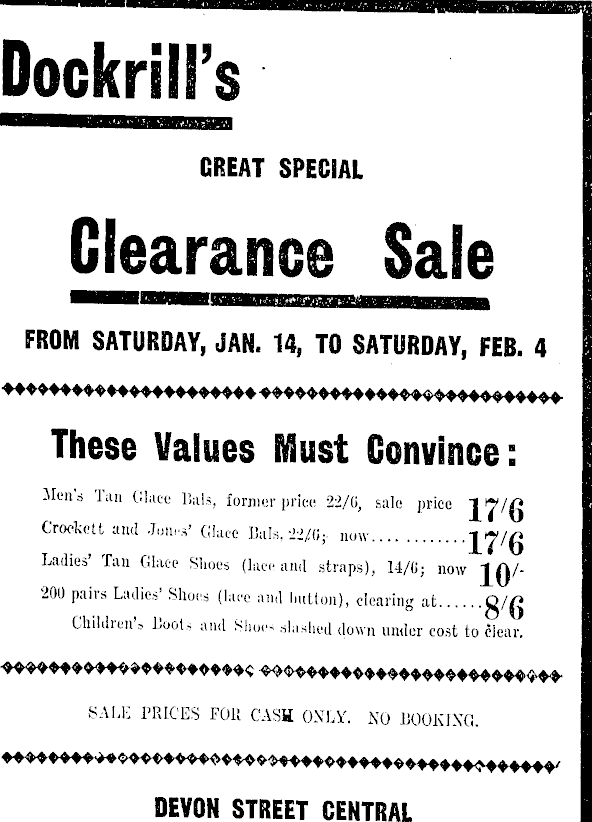 Dockrill's
GREAT SPECIAL
Clearance Sale
FROM SATURDAY, JAN. 14, TO SATURDAY, FEB. 4
These Values Must Convince:
Men's Tan Glace Bals, former price 22/6, sale price 17/6
Crockett and Jones' Glace Bals, 22/6; now............17/6
Ladies' Tan Glace Shoes (lace and straps), 14/6; now 10/-
200 pairs Ladies' Shoes (lace and button), clearing at......8/6
Children's Boots and Shoes slashed down under cost to clear.
SALE PRICES FOR CASH ONLY. NO BOOKING.
DEVON STREET CENTRAL